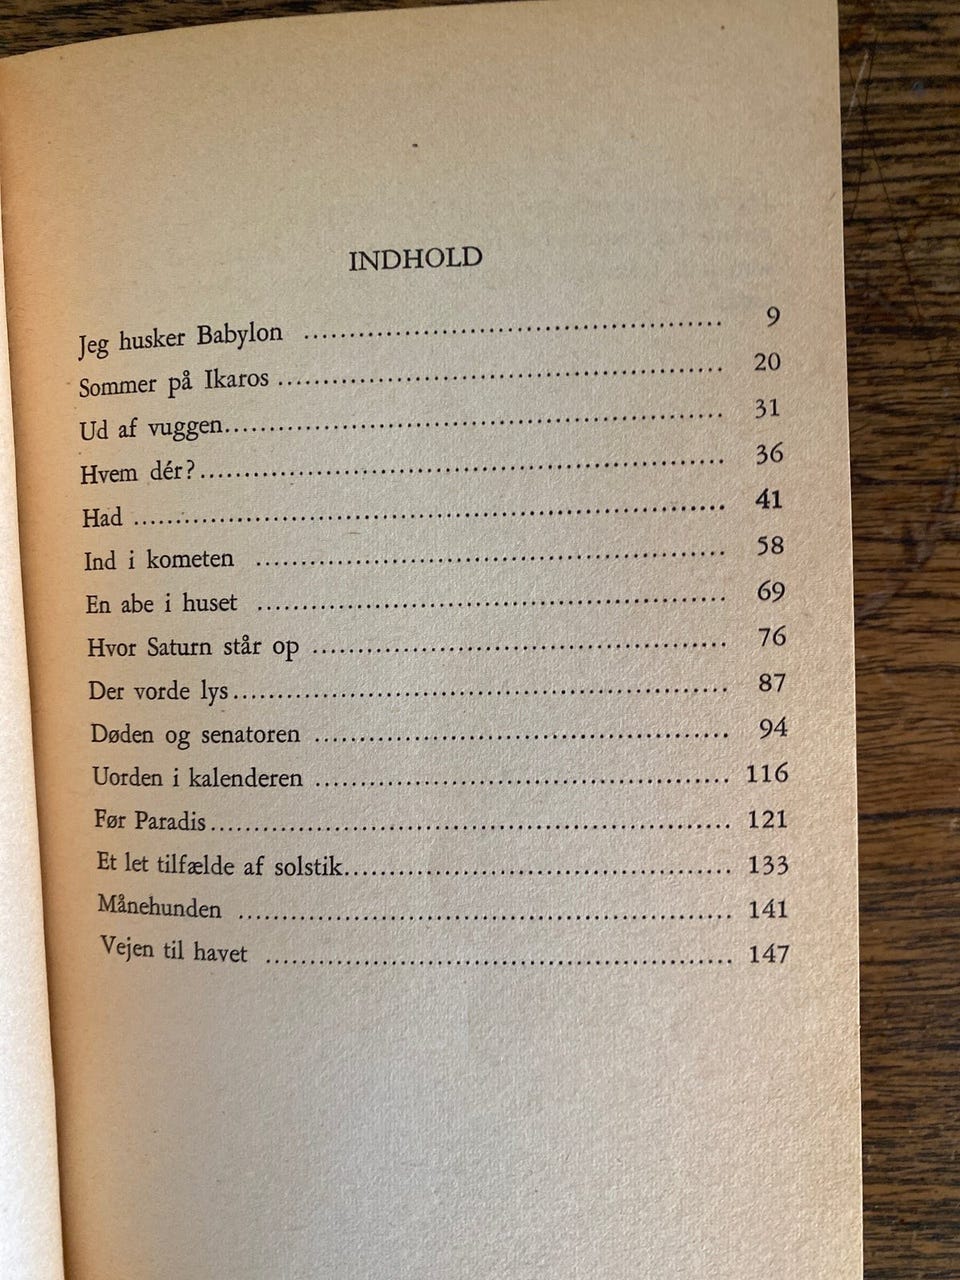 INDHOLD
Jeg husker Babylon ........................................ 9
Sommer på Ikaros ........................................ 20
Ud af vuggen........................................ 31
Hvem dér?........................................ 36
Had ........................................ 41
Ind i kometen ........................................ 58
En abe i huset ........................................ 69
Hvor Saturn står op ........................................ 76
Der vorde lys........................................ 87
Døden og senatoren ........................................ 94
Uorden i kalenderen ........................................ 116
Før Paradis........................................ 121
Et let tilfælde af solstik........................................ 133
Månehunden ........................................ 141
Vejen til havet ........................................ 147